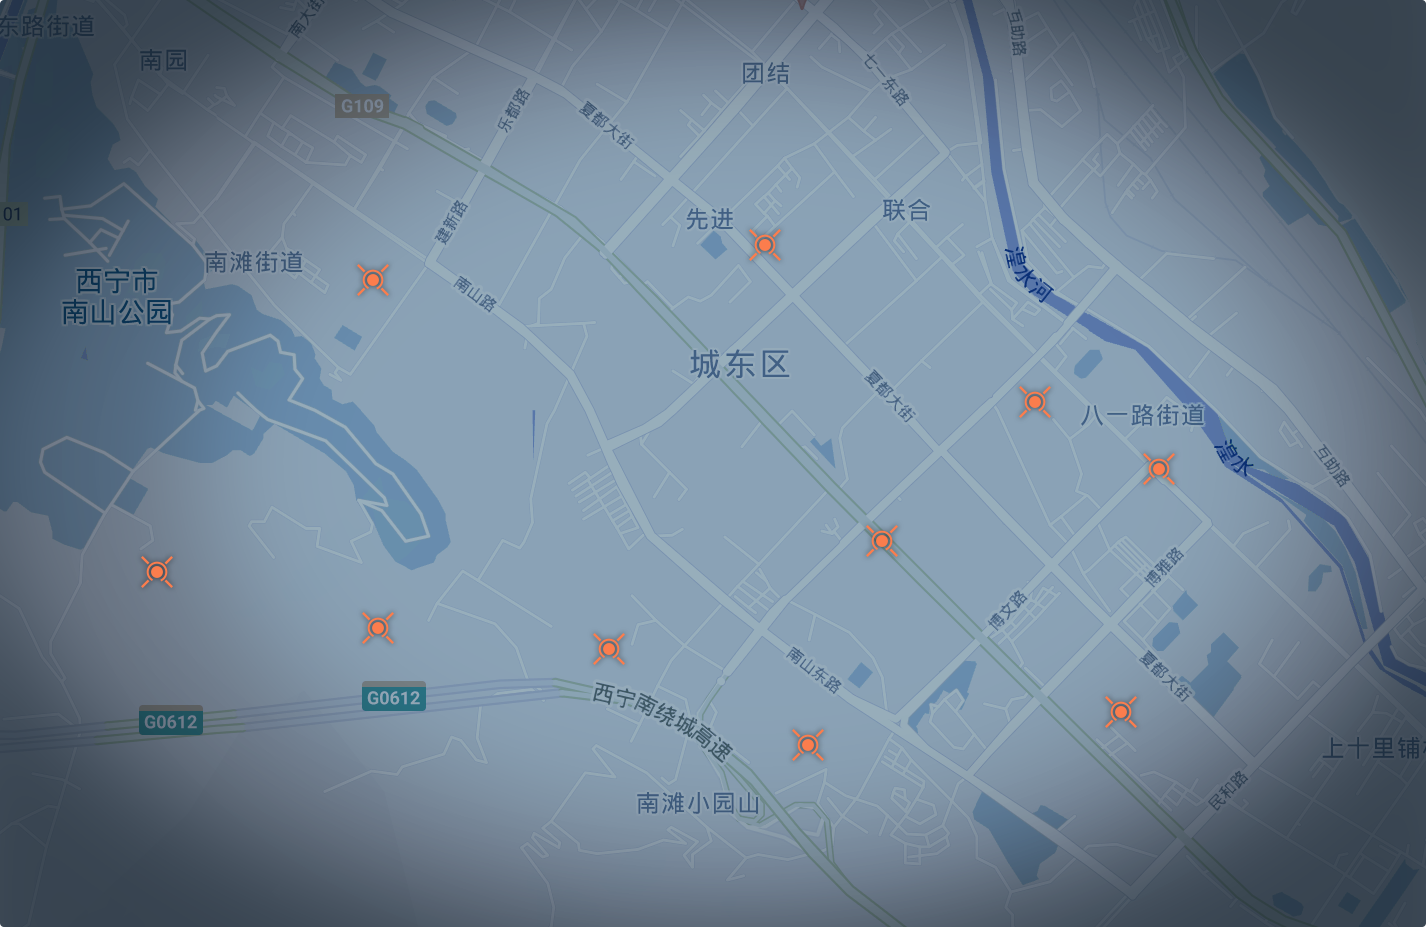 东路街道
南大街
互助路
南园
团结
七一东路
G109
乐都路
夏都大街
01
建新路
先进
联合
南滩街道
湟水河
西宁市
南山公园
南山路
城东区
夏都大街
八一路街道
湟水
互助路
博雅路
博文路
南山东路
夏都大街
G0612
G0612
西宁南绕城高速
上十里铺
民和路
南滩小园山